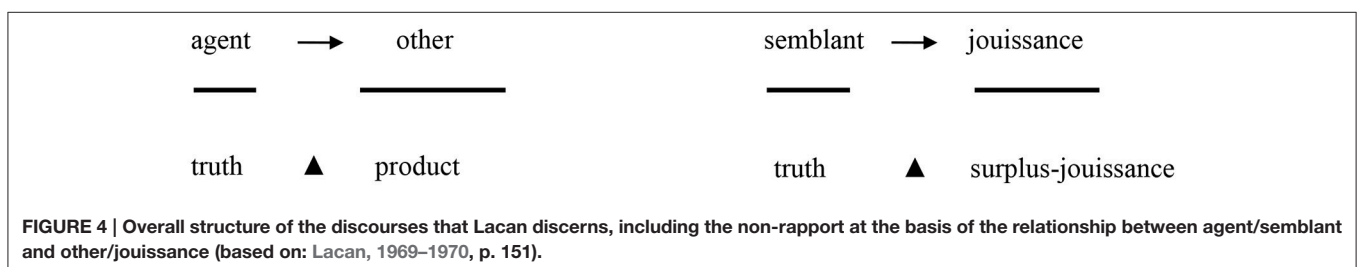 agent → other semblant → jouissance
truth ▲ product truth ▲ surplus-jouissance
FIGURE 4 | Overall structure of the discourses that Lacan discerns, including the non-rapport at the basis of the relationship between agent/semblant
and other/jouissance (based on: Lacan, 1969–1970, p. 151).